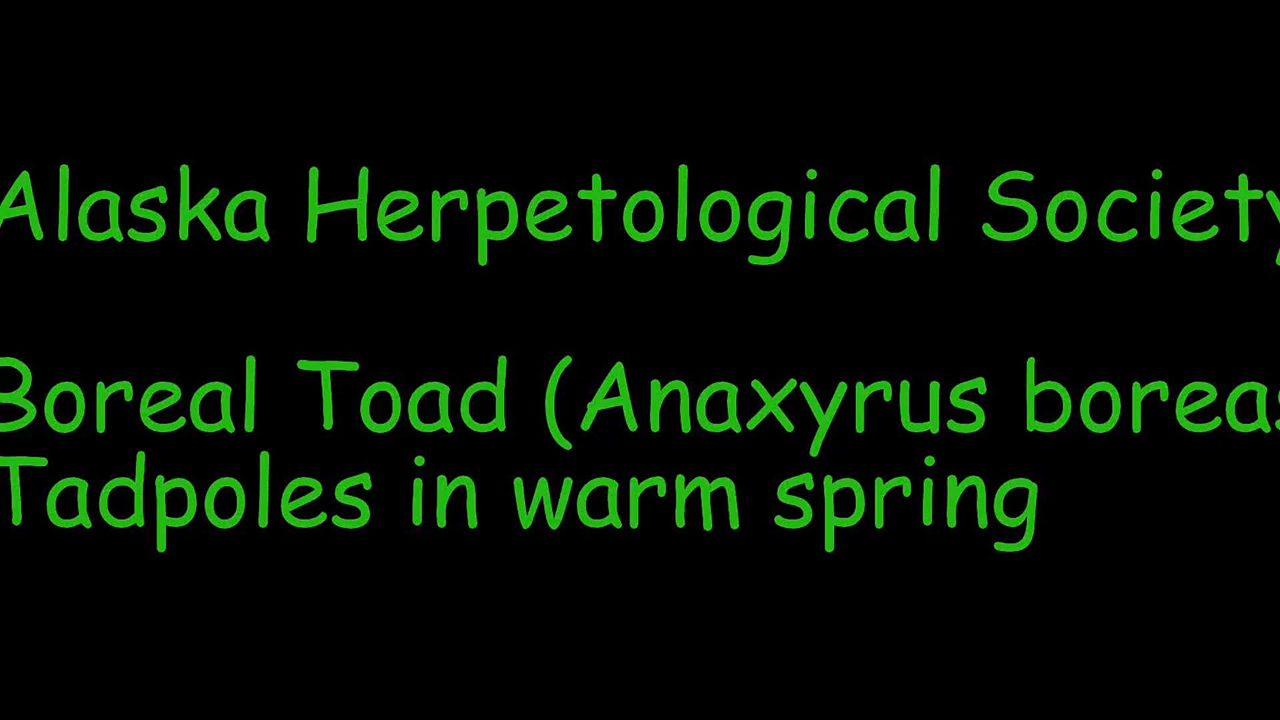 Alaska Herpetological Society
Boreal Toad (Anaxyrus boreas
Tadpoles in warm spring